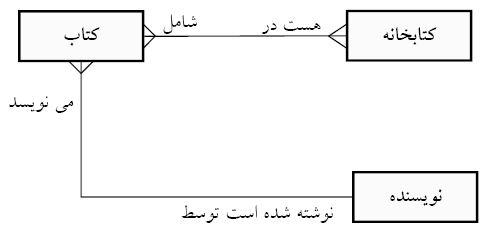 کتابخانه
هست در
شامل
کتاب
می نویسد
نویسنده
نوشته شده است توسط